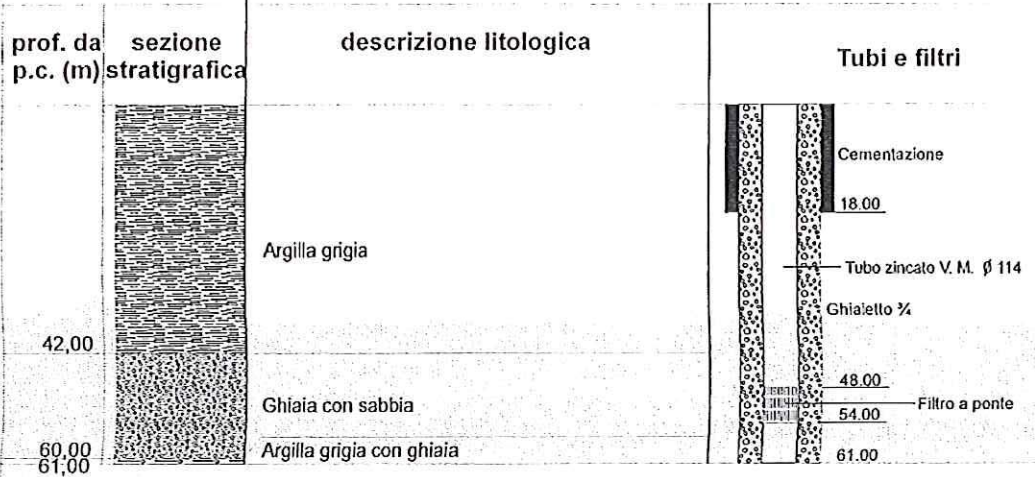 prof. da
p.c. (m)
sezione
stratigrafica
descrizione litologica
Tubi e filtri
Cementazione
18.00
Argilla grigia
Tubo zincato V. M. Ø 114
Ghiaietto ¾
42,00
48.00
Ghiaia con sabbia
Filtro a ponte
54.00
Argilla grigia con ghiaia
60,00
61,00
61.00